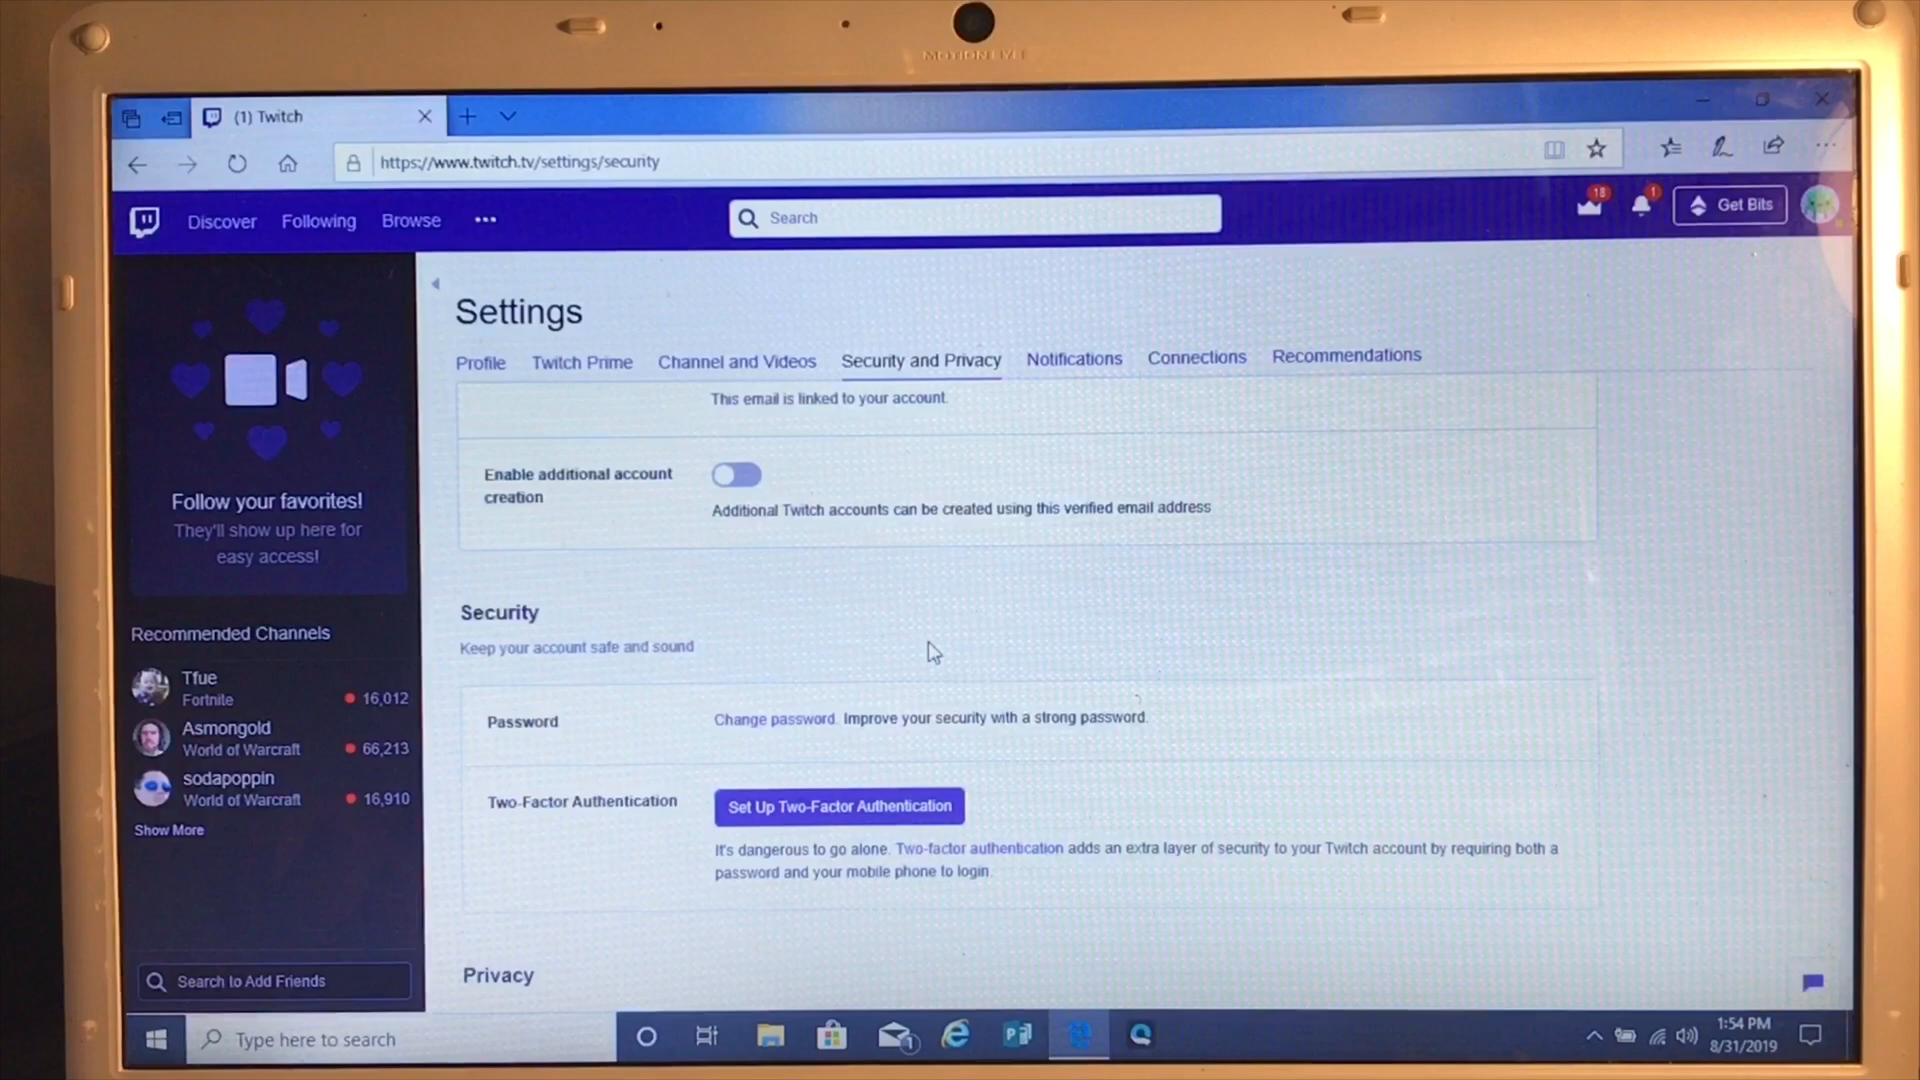 MOTION EYE
(1) Twitch
https://www.twitch.tv/settings/security
Discover Following Browse
Search
18
1
Get Bits
Settings
Profile Twitch Prime Channel and Videos Security and Privacy Notifications Connections Recommendations
This email is linked to your account.
Enable additional account
creation
Additional Twitch accounts can be created using this verified email address
Security
Keep your account safe and sound
Password
Change password. Improve your security with a strong password.
Two-Factor Authentication
Set Up Two-Factor Authentication
It's dangerous to go alone. Two-factor authentication adds an extra layer of security to your Twitch account by requiring both a
password and your mobile phone to login.
Privacy
Follow your favorites!
They'll show up here for
easy access!
Recommended Channels
Tfue
Fortnite 16,012
Asmongold
World of Warcraft 66,213
sodapoppin
World of Warcraft 16,910
Show More
Search to Add Friends
Type here to search
1
1:54 PM
8/31/2019